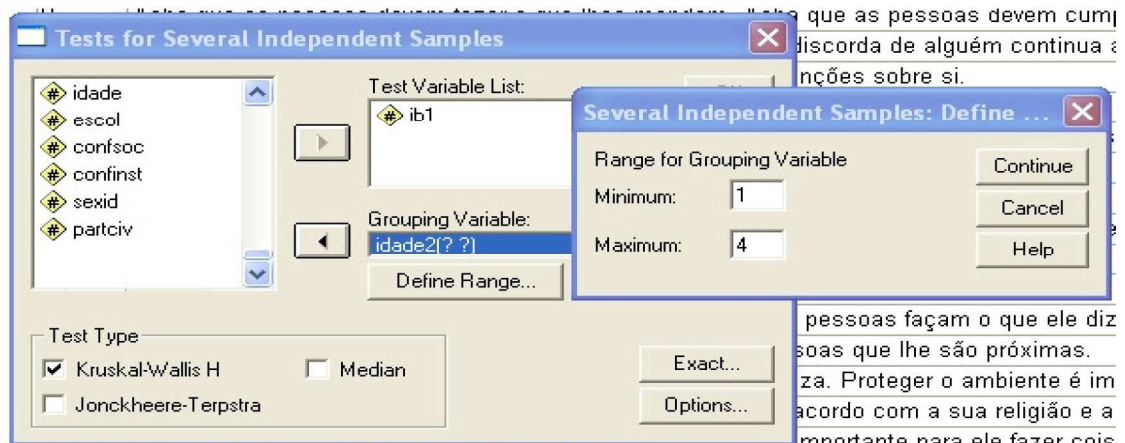 que as pessoas devem
Tests for Several Independent Samples
discorda de alguém continua
nções sobre si.
idade
escol
confsoc
confinst
sexid
partciv
Test Variable List:
ib1
Grouping Variable:
idade2(? ?)
Define Range...
Several Independent Samples: Define ...
Range for Grouping Variable
Minimum:
1
Maximum:
4
Continue
Cancel
Help
Test Type
Kruskal-Wallis H
Median
Jonckheere-Terpstra
Exact...
Options...
pessoas façam o que ele diz
soas que lhe são próximas.
za. Proteger o ambiente é im
acordo com a sua religião e a
para ele fazer